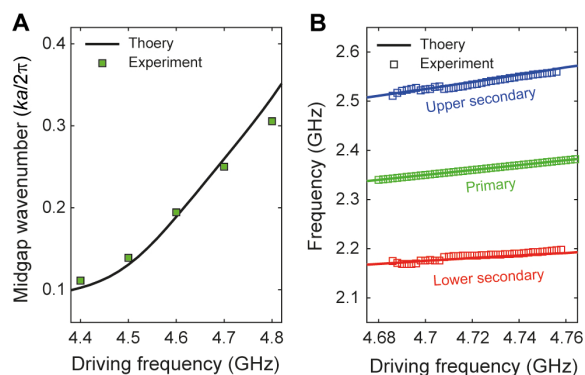 A
Thoery
Experiment
0.4
0.3
0.2
0.1
Midgap wavenumber (ka/2π)
4.4 4.5 4.6 4.7 4.8
Driving frequency (GHz)
B
Thoery
Experiment
2.6
2.5
2.4
2.3
2.2
2.1
Frequency (GHz)
Upper secondary
Primary
Lower secondary
4.68 4.7 4.72 4.74 4.76
Driving frequency (GHz)